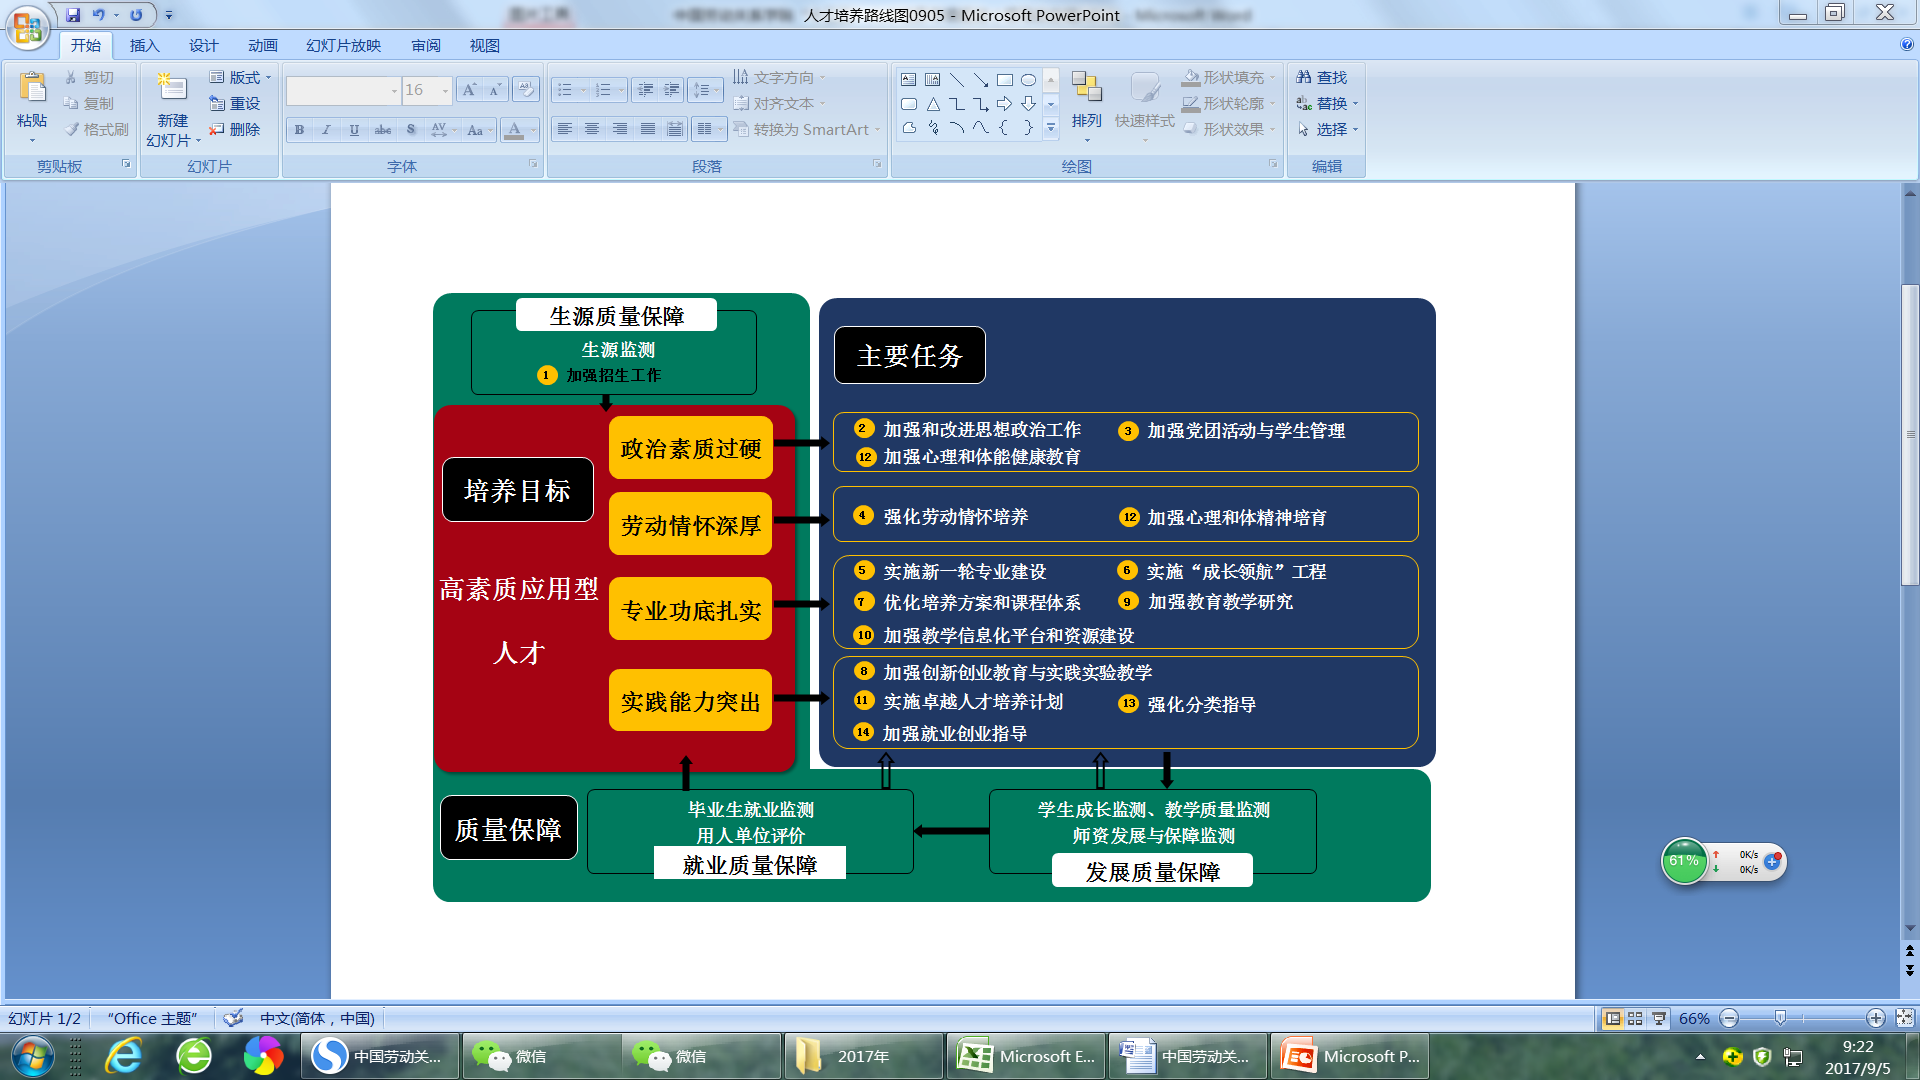 人才培养路线图0905 - Microsoft PowerPoint
开始 插入 设计 动画 幻灯片放映 审阅 视图
粘贴
剪切
复制
格式刷
剪贴板
新建
幻灯片
版式
重设
删除
幻灯片
16
字体
文字方向
对齐文本
转换为 SmartArt
段落
排列
快速样式
形状填充
形状轮廓
形状效果
绘图
查找
替换
选择
编辑
生源质量保障
生源监测
1 加强招生工作
培养目标
高素质应用型
人才
政治素质过硬
劳动情怀深厚
专业功底扎实
实践能力突出
主要任务
2 加强和改进思想政治工作 3 加强党团活动与学生管理
12 加强心理和体能健康教育
4 强化劳动情怀培养 12 加强心理和体精神培育
5 实施新一轮专业建设 6 实施“成长领航”工程
7 优化培养方案和课程体系 9 加强教育教学研究
10 加强教学信息化平台和资源建设
8 加强创新创业教育与实践实验教学
11 实施卓越人才培养计划 13 强化分类指导
14 加强就业创业指导
质量保障
毕业生就业监测
用人单位评价
就业质量保障
学生成长监测、教学质量监测
师资发展与保障监测
发展质量保障
61%
0K/s
0K/s
幻灯片 1/2 “Office 主题” 中文(简体，中国) 66%
中国劳动关... 微信 微信 2017年 Microsoft E... 中国劳动关... Microsoft P...
9:22
2017/9/5